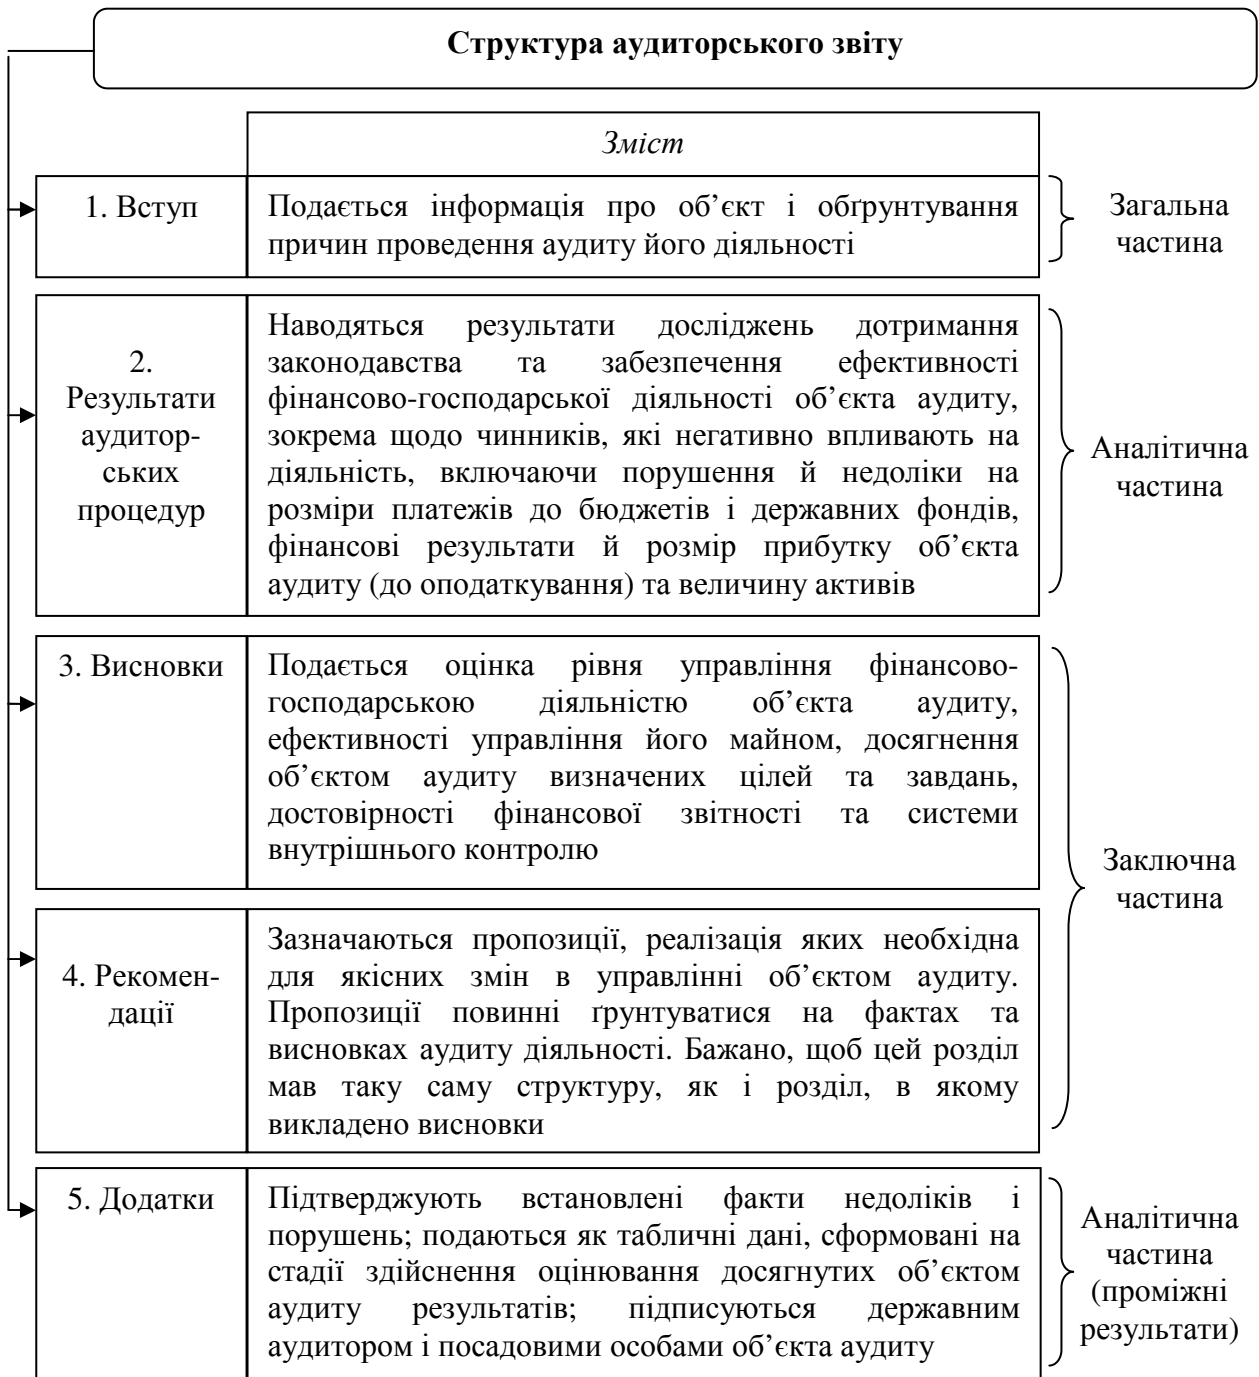 Структура аудиторського звіту
Зміст
1. Вступ
Подається інформація про об’єкт і обґрунтування
причин проведення аудиту його діяльності
Загальна
частина
2.
Результати
аудитор-
ських
процедур
Наводяться результати досліджень дотримання
законодавства та забезпечення ефективності
фінансово-господарської діяльності об’єкта аудиту,
зокрема щодо чинників, які негативно впливають на
діяльність, включаючи порушення й недоліки на
розміри платежів до бюджетів і державних фондів,
фінансові результати й розмір прибутку об’єкта
аудиту (до оподаткування) та величину активів
Аналітична
частина
3. Висновки
Подається оцінка рівня управління фінансово-
господарською діяльністю об’єкта аудиту,
ефективності управління його майном, досягнення
об’єктом аудиту визначених цілей та завдань,
достовірності фінансової звітності та системи
внутрішнього контролю
Заключна
частина
4. Рекомен-
дації
Зазначаються пропозиції, реалізація яких необхідна
для якісних змін в управлінні об’єктом аудиту.
Пропозиції повинні ґрунтуватися на фактах та
висновках аудиту діяльності. Бажано, щоб цей розділ
мав таку саму структуру, як і розділ, в якому
викладено висновки
5. Додатки
Підтверджують встановлені факти недоліків і
порушень; подаються як табличні дані, сформовані на
стадії здійснення оцінювання досягнутих об’єктом
аудиту результатів; підписуються державним
аудитором і посадовими особами об’єкта аудиту
Аналітична
частина
(проміжні
результати)